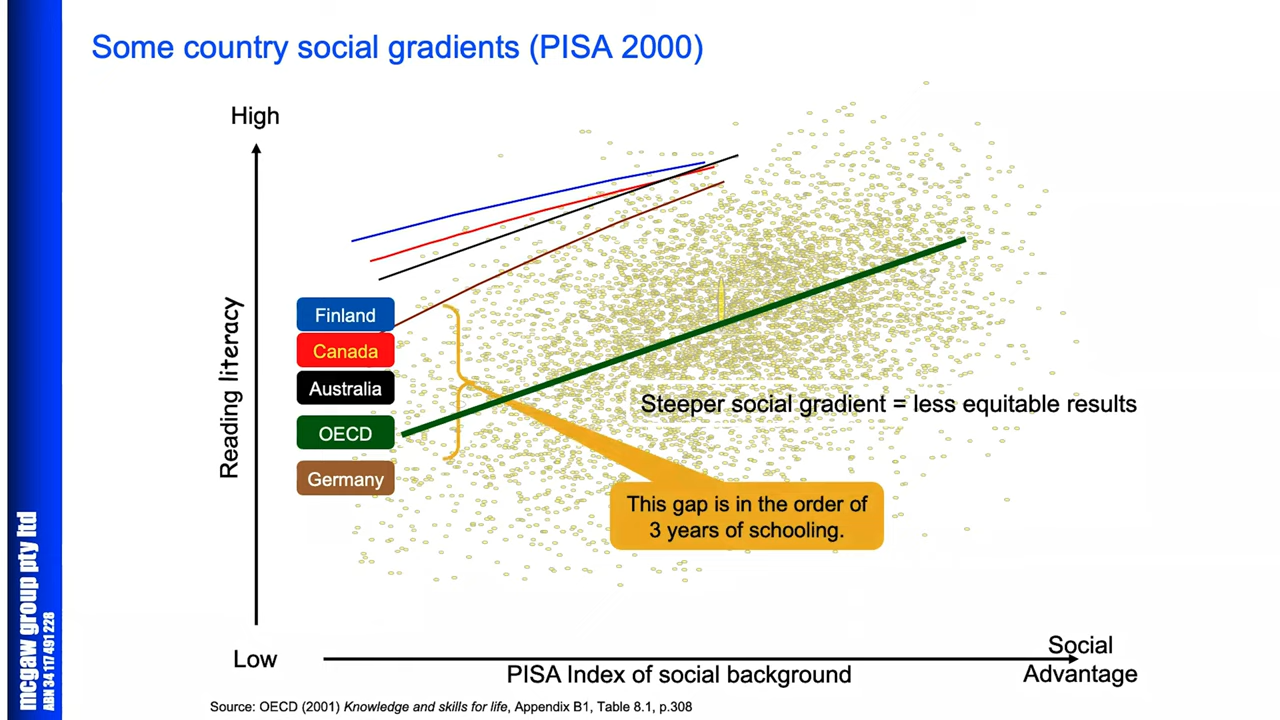 Some country social gradients (PISA 2000)
High
Reading literacy
Finland
Canada
Australia
OECD
Germany
Steeper social gradient = less equitable results
This gap is in the order of
3 years of schooling.
Low
PISA Index of social background
Social
Advantage
Source: OECD (2001) Knowledge and skills for life, Appendix B1, Table 8.1, p.308
mcgaw group pty ltd
ABN 34 117 491 228